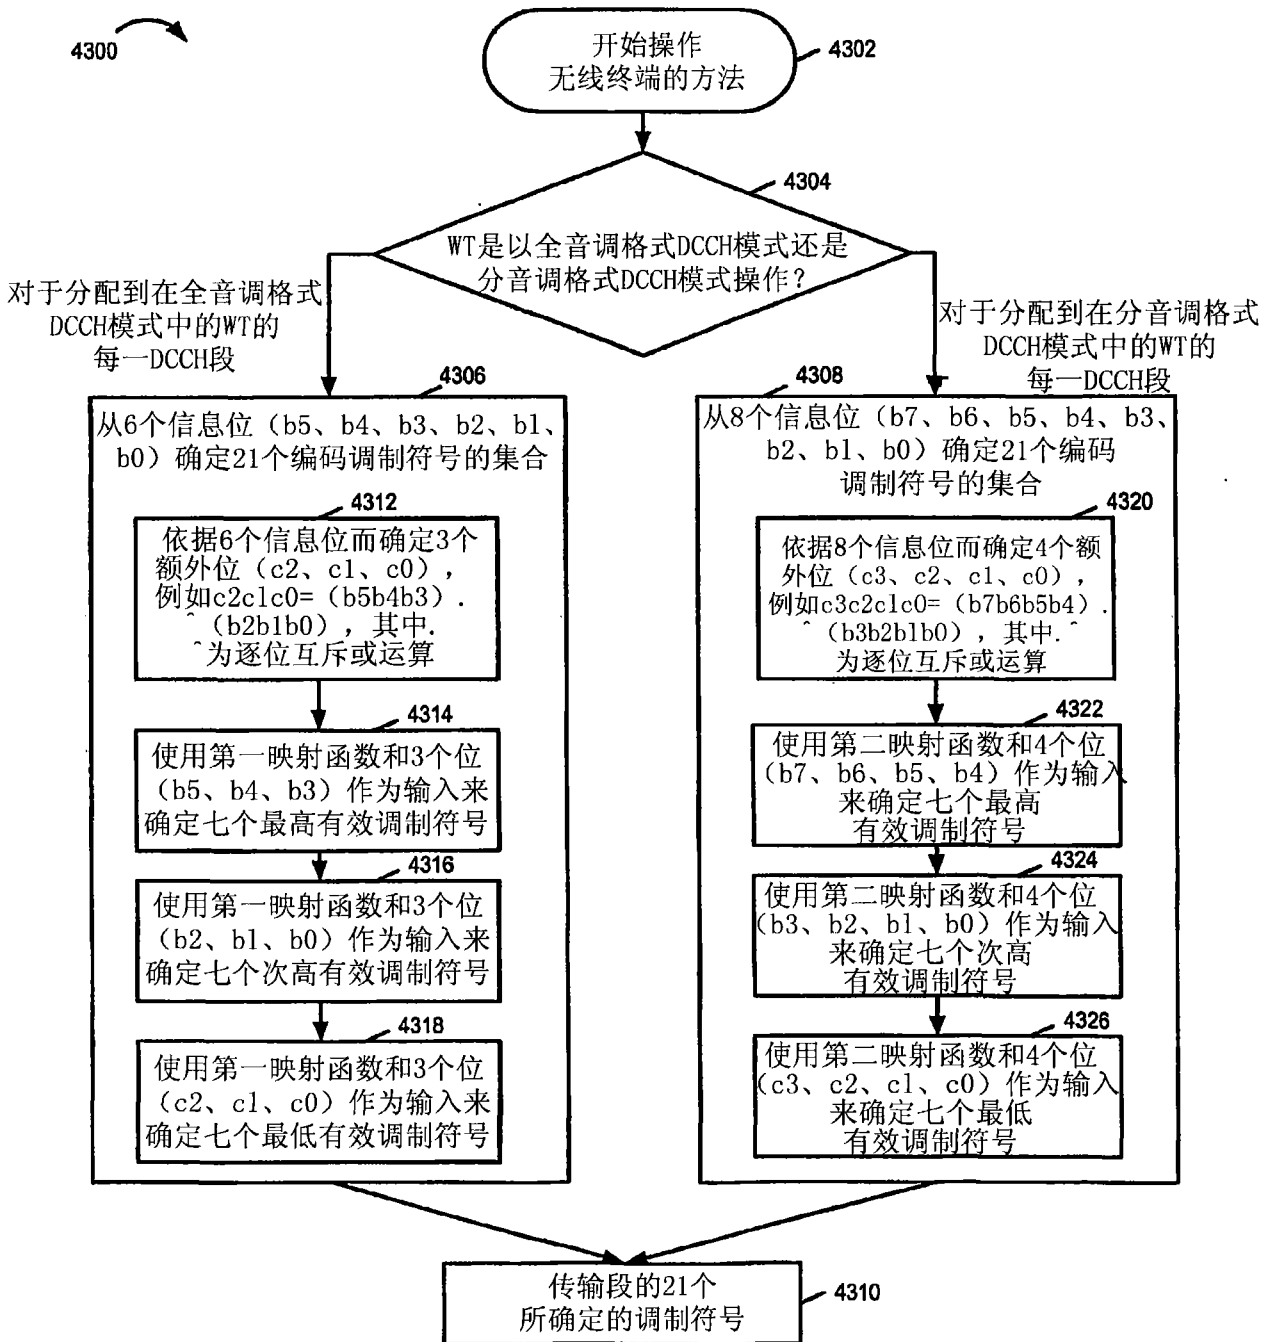 4300
开始操作
无线终端的方法
4302
4304
WT是以全音调格式DCCH模式还是
分音调格式DCCH模式操作？
对于分配到在全音调格式
DCCH模式中的WT的
每一DCCH段
对于分配到在分音调格式
DCCH模式中的WT的
每一DCCH段
4306
从6个信息位（b5、b4、b3、b2、b1、
b0）确定21个编码调制符号的集合
4312
依据6个信息位而确定3个
额外位（c2、c1、c0），
例如c2c1c0=（b5b4b3）.
^（b2b1b0），其中.
^为逐位互斥或运算
4314
使用第一映射函数和3个位
（b5、b4、b3）作为输入来
确定七个最高有效调制符号
4316
使用第一映射函数和3个位
（b2、b1、b0）作为输入来
确定七个次高有效调制符号
4318
使用第一映射函数和3个位
（c2、c1、c0）作为输入来
确定七个最低有效调制符号
4308
从8个信息位（b7、b6、b5、b4、b3、
b2、b1、b0）确定21个编码
调制符号的集合
4320
依据8个信息位而确定4个额
外位（c3、c2、c1、c0），
例如c3c2c1c0=（b7b6b5b4）.
^（b3b2b1b0），其中.^
为逐位互斥或运算
4322
使用第二映射函数和4个位
（b7、b6、b5、b4）作为输入
来确定七个最高
有效调制符号
4324
使用第二映射函数和4个位
（b3、b2、b1、b0）作为输入
来确定七个次高
有效调制符号
4326
使用第二映射函数和4个位
（c3、c2、c1、c0）作为输入
来确定七个最低
有效调制符号
传输段的21个
所确定的调制符号
4310